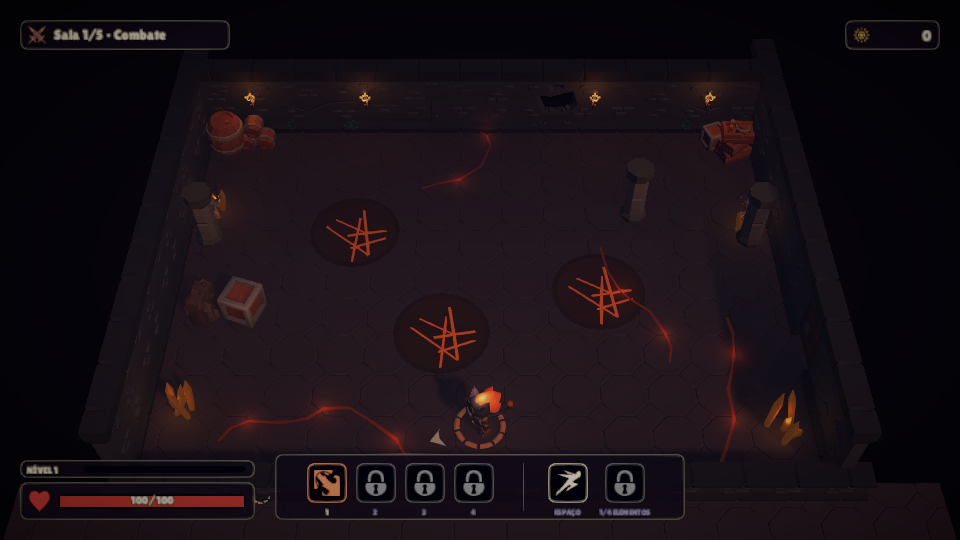 Sala 1/5 - Combate
0
NÍVEL 1
100/100
1
2
3
4
ESPAÇO
1/4 ELEMENTOS